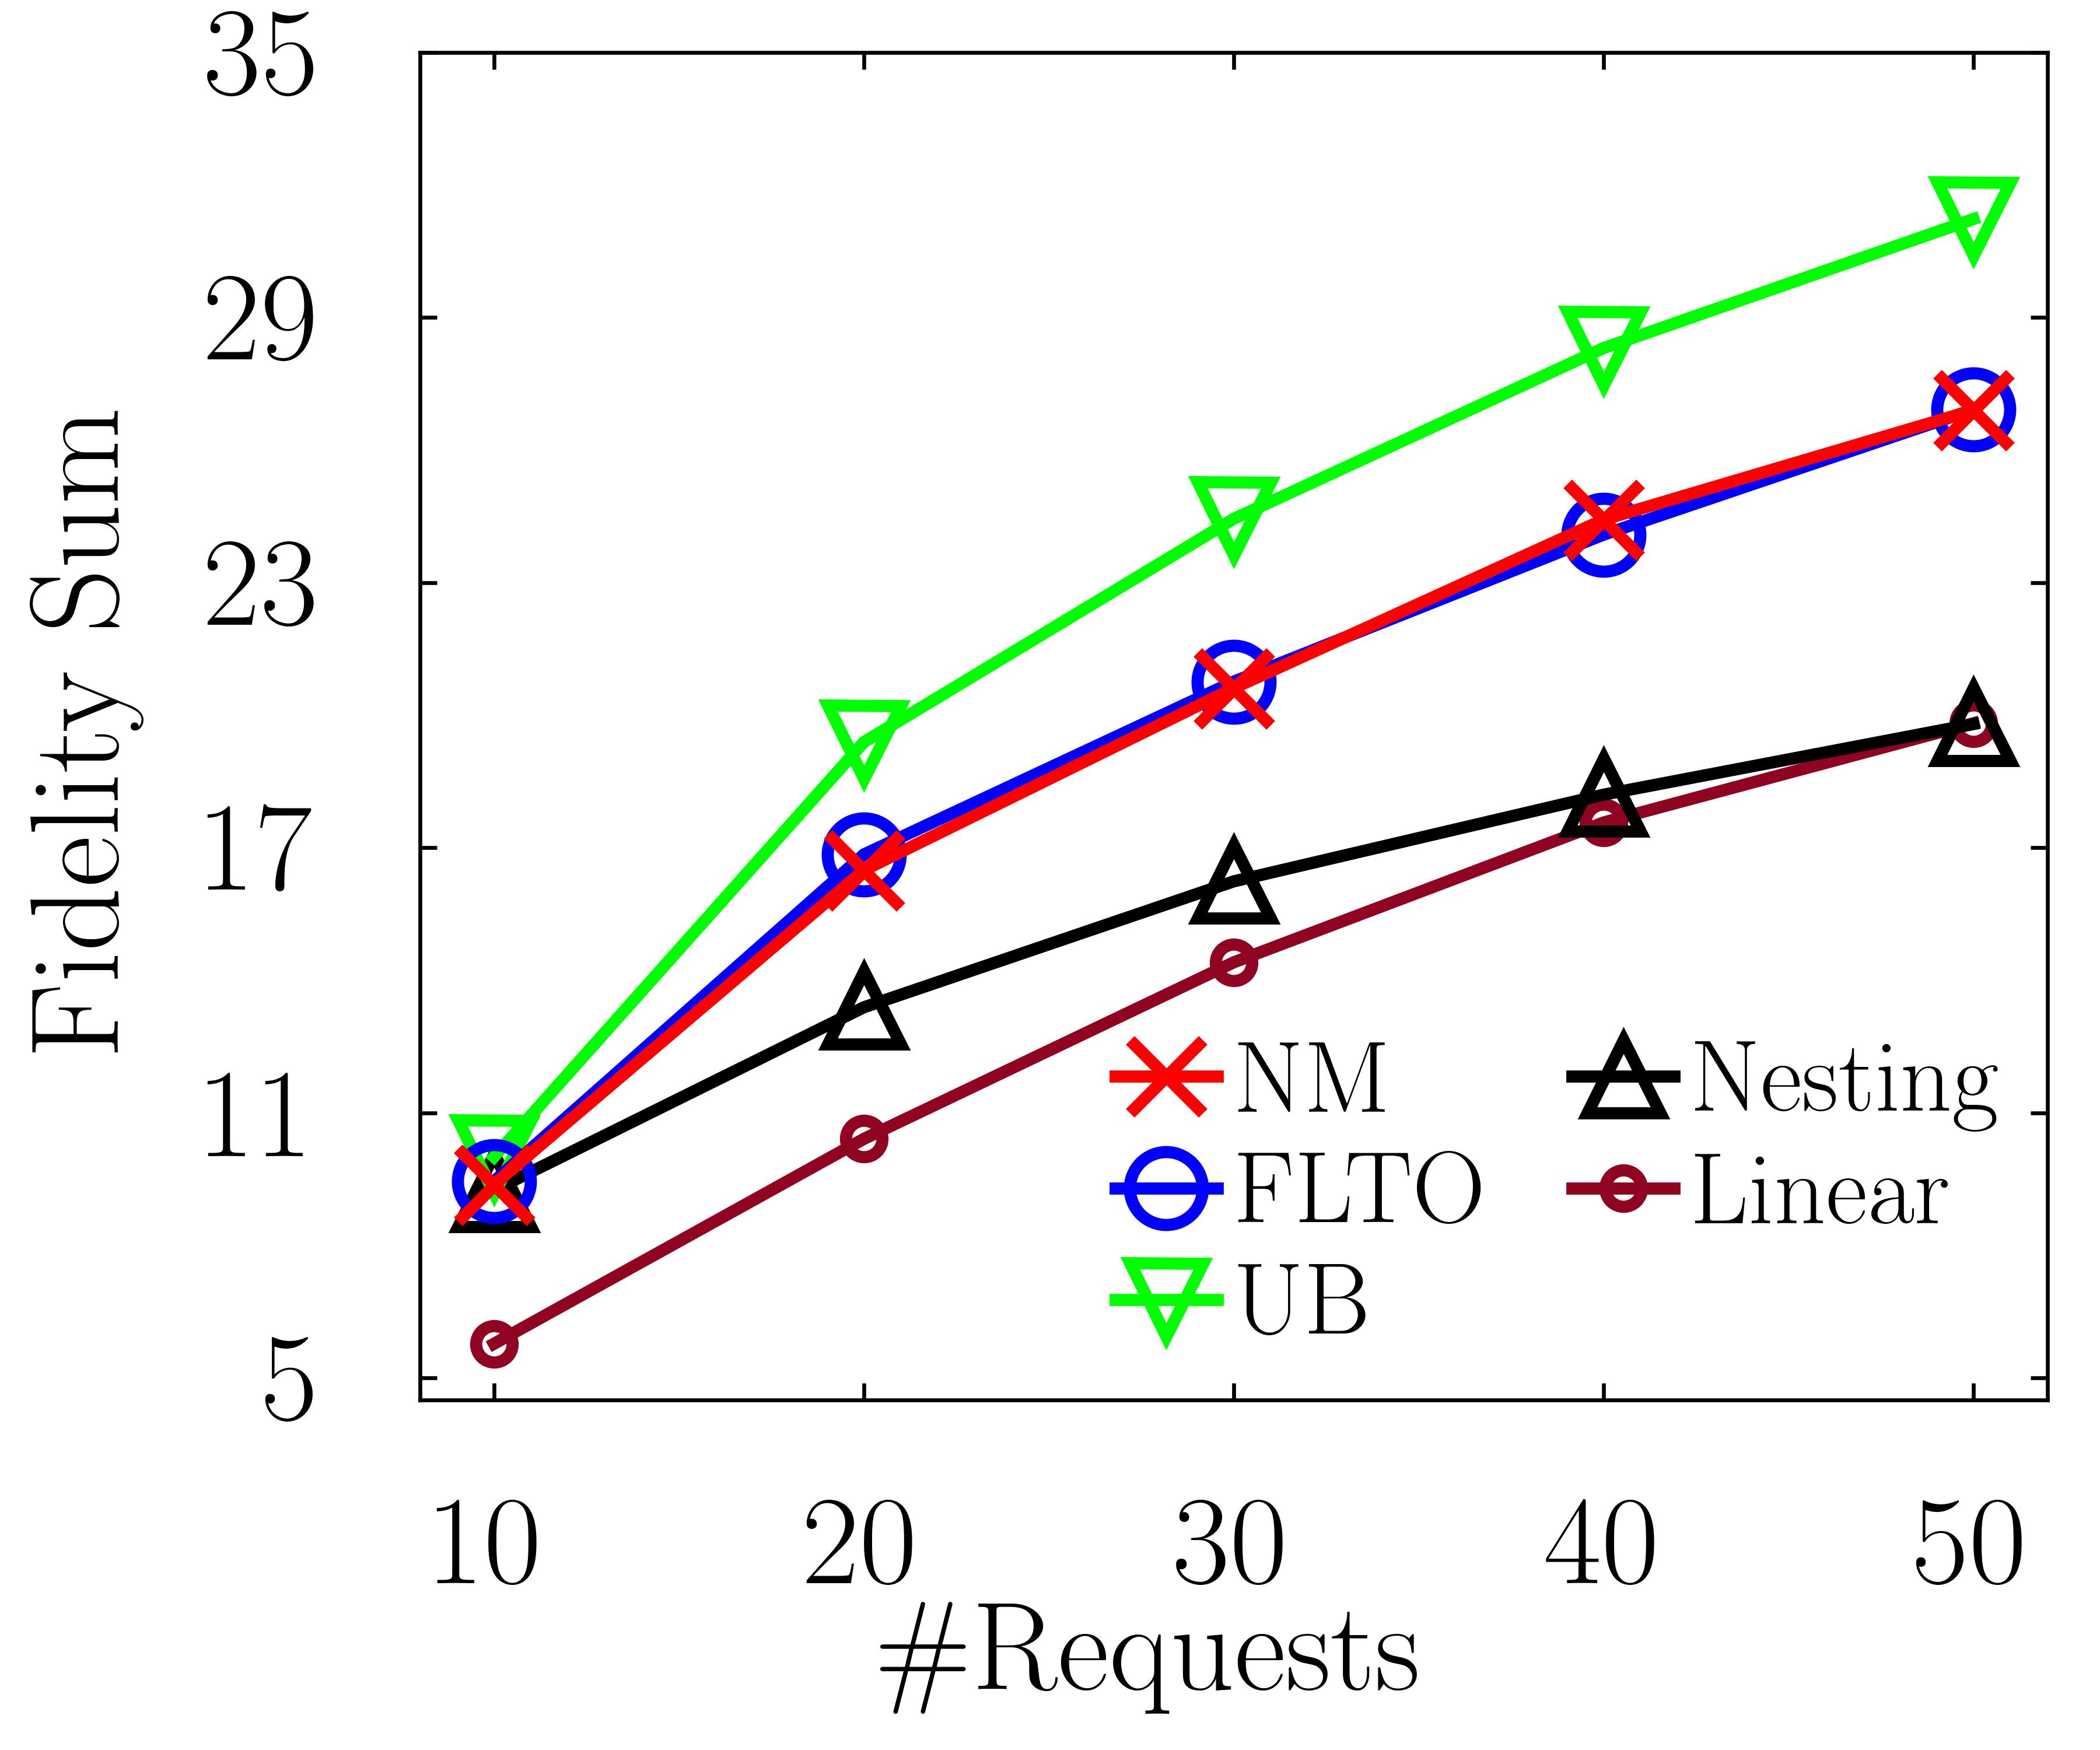 35
29
23
17
11
5
Fidelity Sum
NM
FLTO
UB
Nesting
Linear
10 20 30 40 50
#Requests